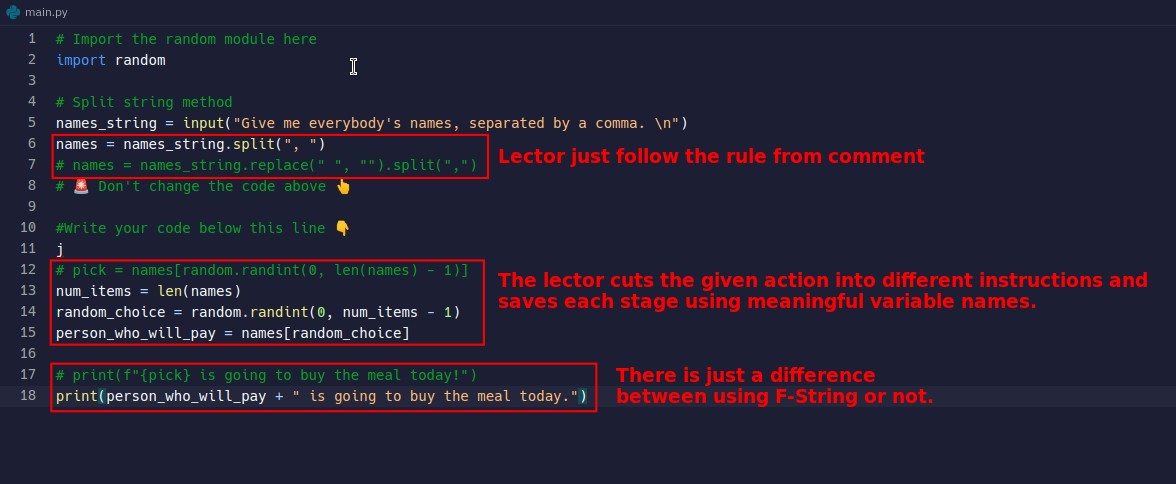 main.py
1 # Import the random module here
2 import random
3
4 # Split string method
5 names_string = input("Give me everybody's names, separated by a comma. \n")
6 names = names_string.split(", ")
7 # names = names_string.replace(" ", "").split(",")
Lector just follow the rule from comment
8 # 🚨 Don't change the code above 👆
9
10 #Write your code below this line 👇
11 j
12 # pick = names[random.randint(0, len(names) - 1)]
13 num_items = len(names)
14 random_choice = random.randint(0, num_items - 1)
15 person_who_will_pay = names[random_choice]
The lector cuts the given action into different instructions and
saves each stage using meaningful variable names.
16
17 # print(f"{pick} is going to buy the meal today!")
18 print(person_who_will_pay + " is going to buy the meal today.")
There is just a difference
between using F-String or not.